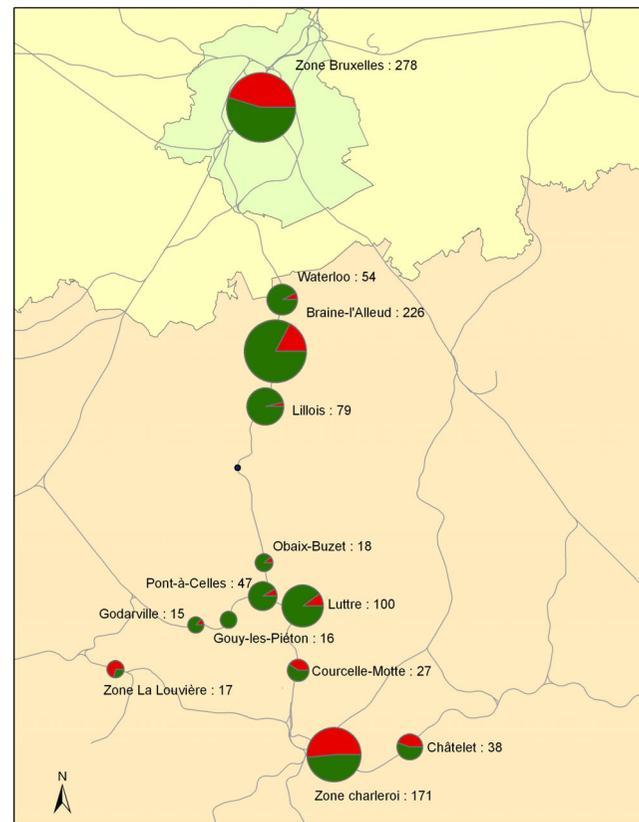 Zone Bruxelles : 278
Waterloo : 54
Braine-l'Alleud : 226
Lillois : 79
Obaix-Buzet : 18
Pont-à-Celles : 47
Luttre : 100
Godarville : 15
Gouy-les-Piéton : 16
Courcelle-Motte : 27
Zone La Louvière : 17
Châtelet : 38
Zone charleroi : 171
N